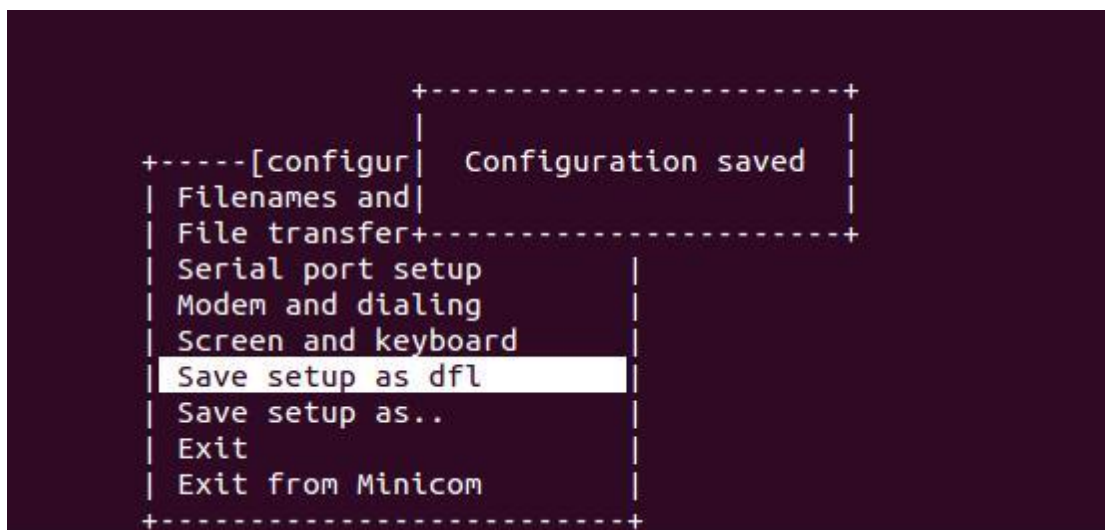 [configur
Configuration saved
Filenames and
File transfer
Serial port setup
Modem and dialing
Screen and keyboard
Save setup as dfl
Save setup as..
Exit
Exit from Minicom